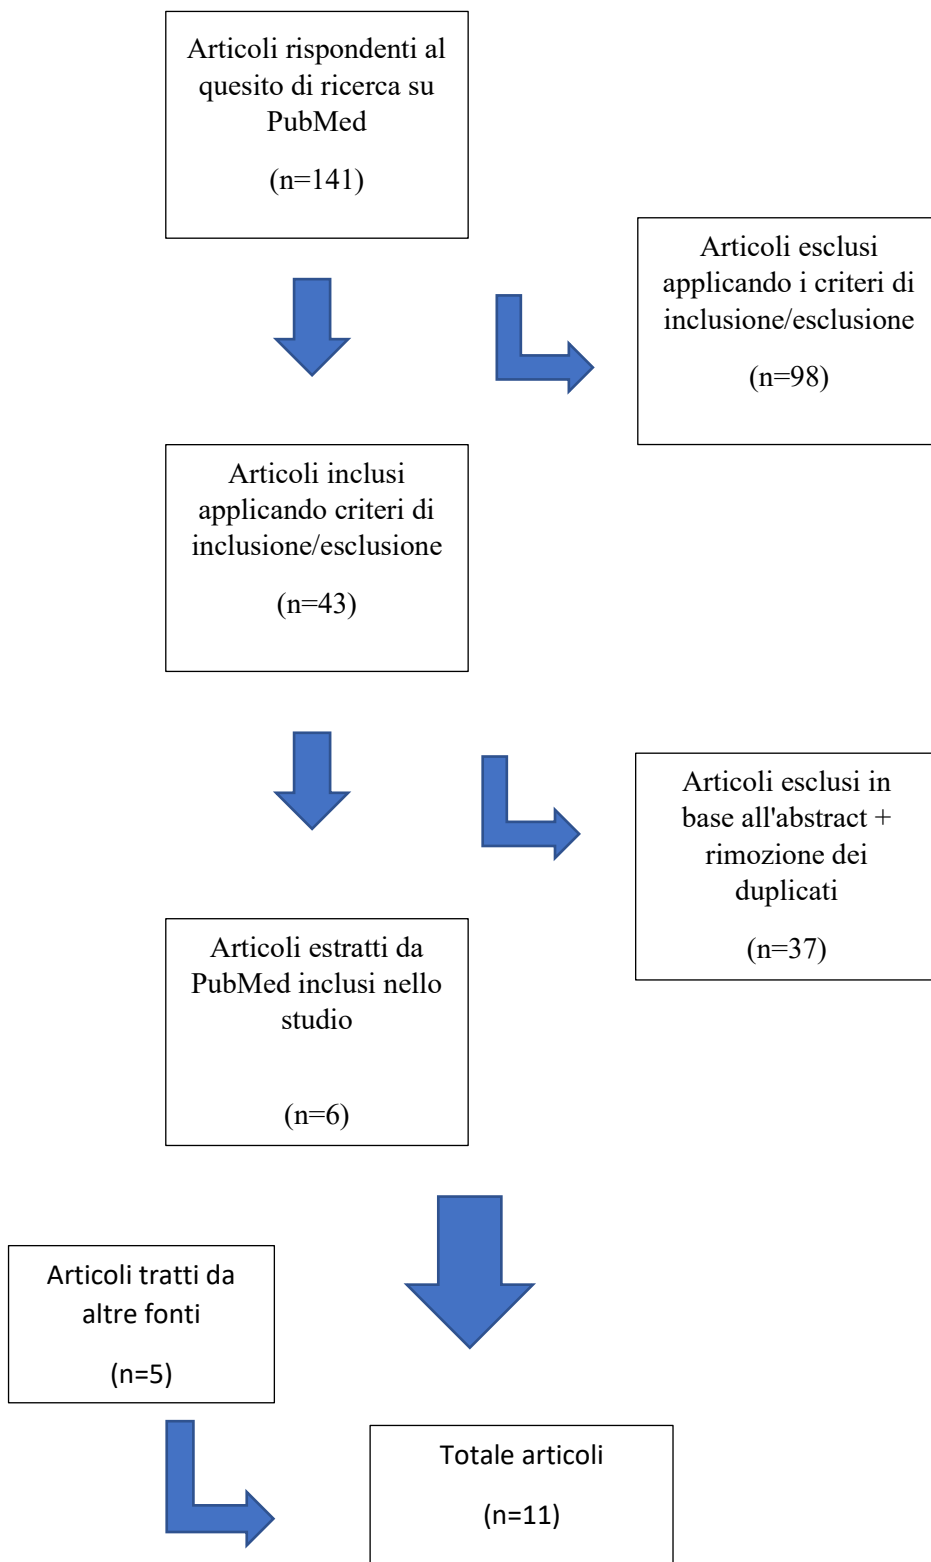 Articoli rispondenti al
quesito di ricerca su
PubMed
(n=141)
Articoli esclusi
applicando i criteri di
inclusione/esclusione
(n=98)
Articoli inclusi
applicando criteri di
inclusione/esclusione
(n=43)
Articoli esclusi in
base all'abstract +
rimozione dei
duplicati
(n=37)
Articoli estratti da
PubMed inclusi nello
studio
(n=6)
Articoli tratti da
altre fonti
(n=5)
Totale articoli
(n=11)